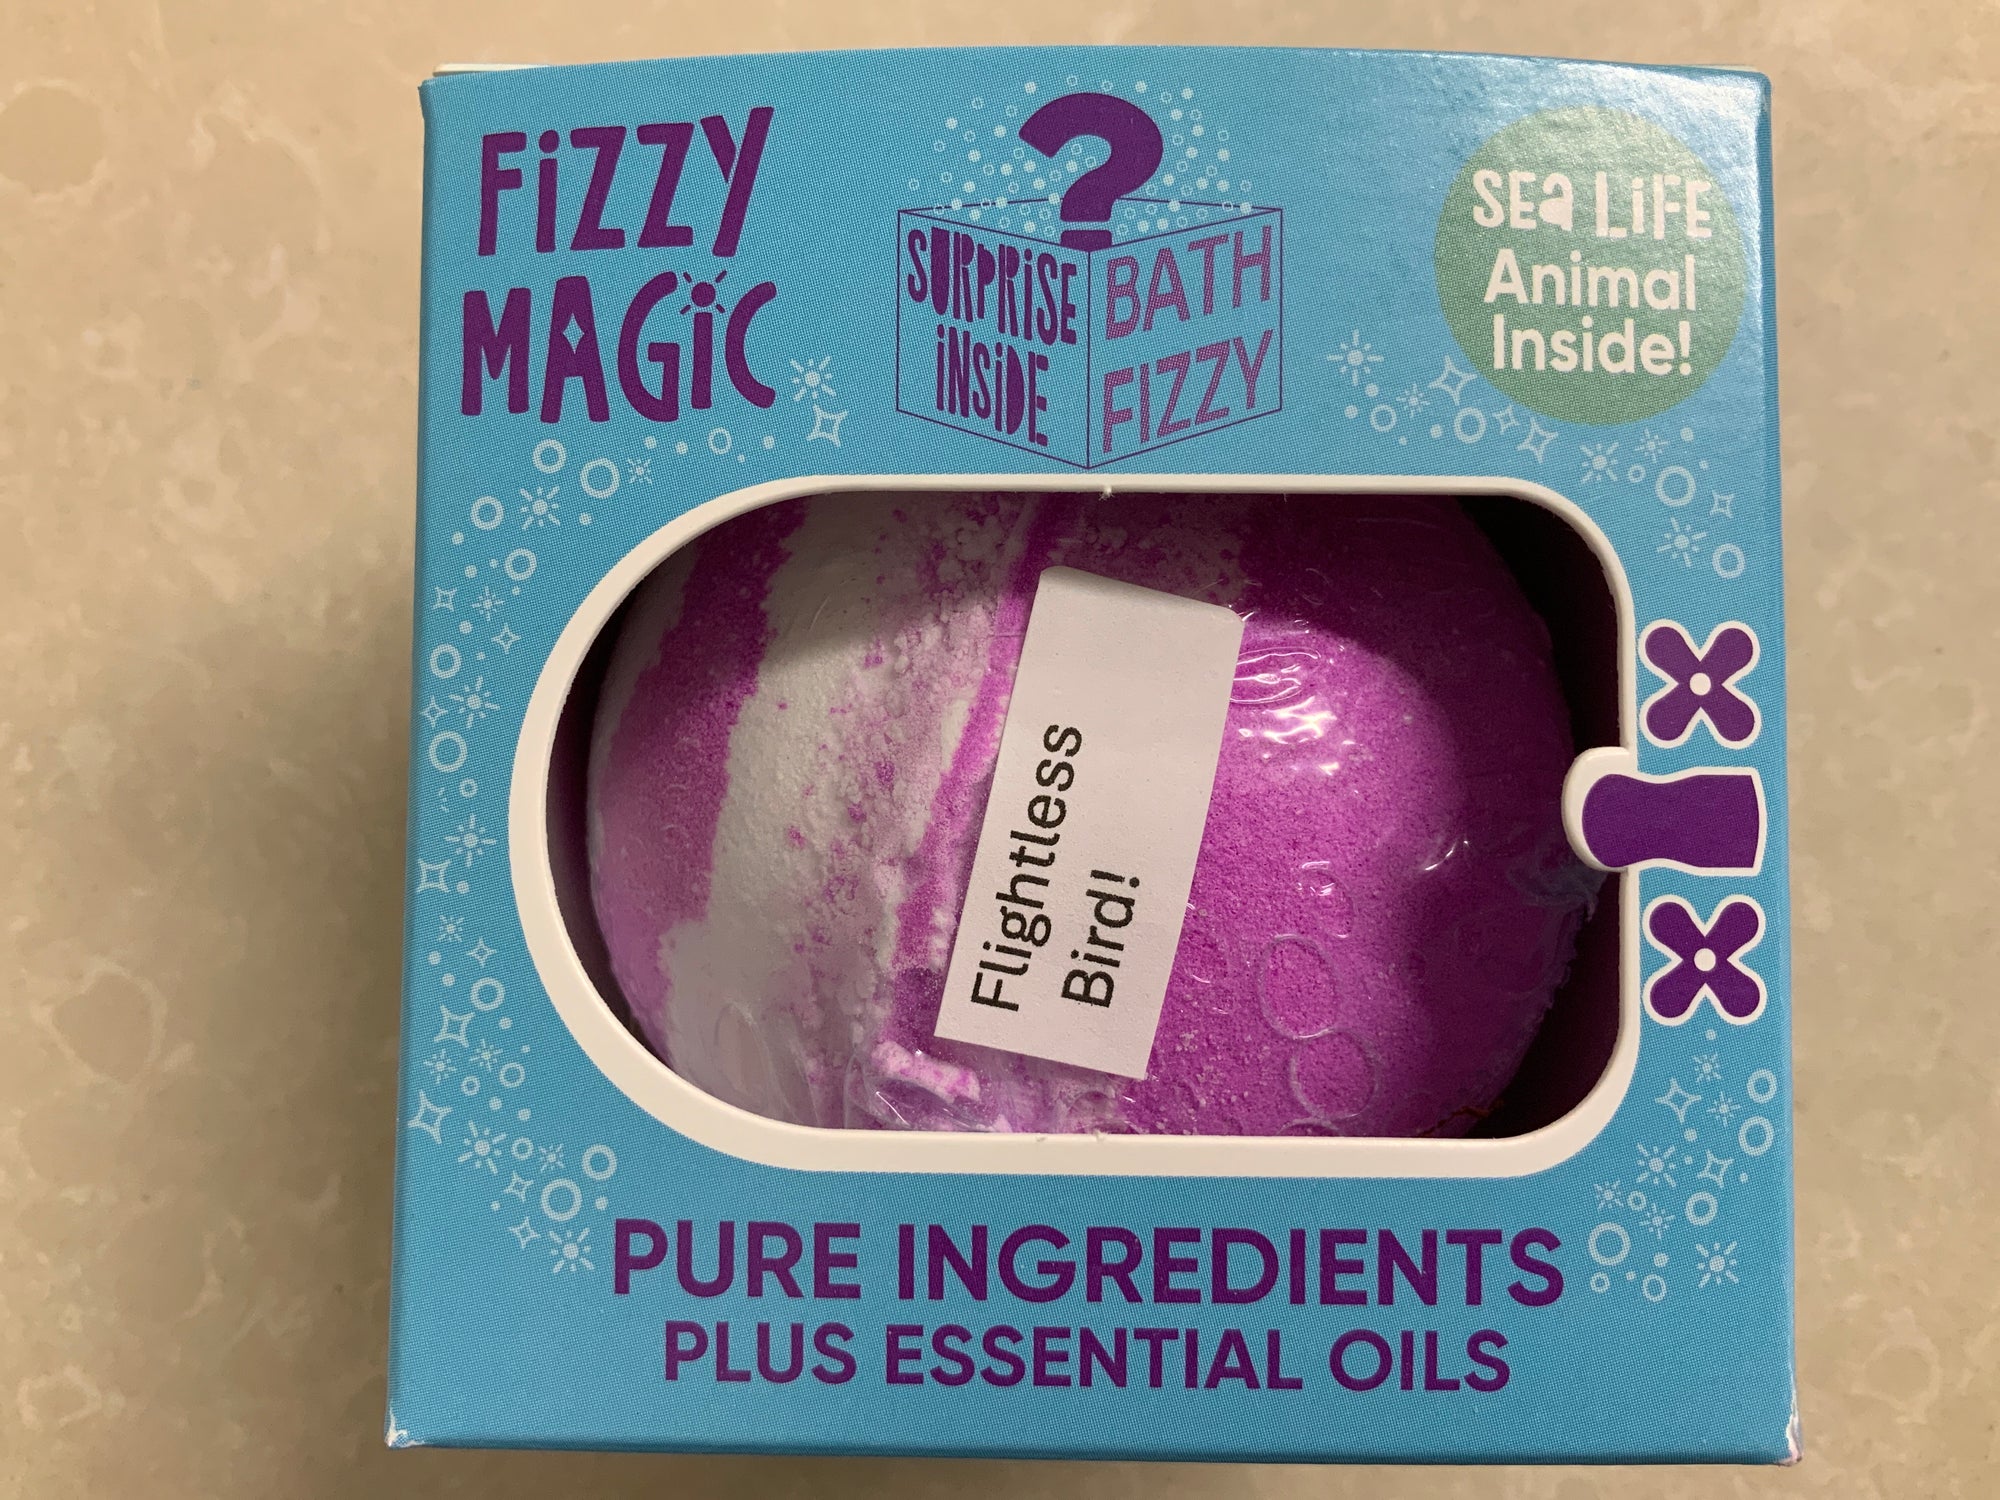 FiZZY
MAGiC
?
SURPRiSE
iNSiDE
BATH
FIZZY
SEa LiFE
Animal
Inside!
Flightless
Bird!
PURE INGREDIENTS
PLUS ESSENTIAL OILS